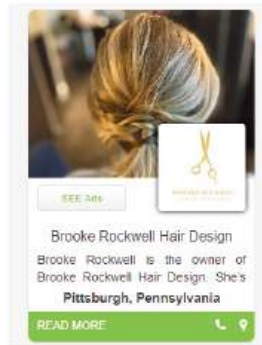 SEE Ads
Brooke Rockwell Hair Design
Brooke Rockwell is the owner of
Brooke Rockwell Hair Design. She's
Pittsburgh, Pennsylvania
READ MORE